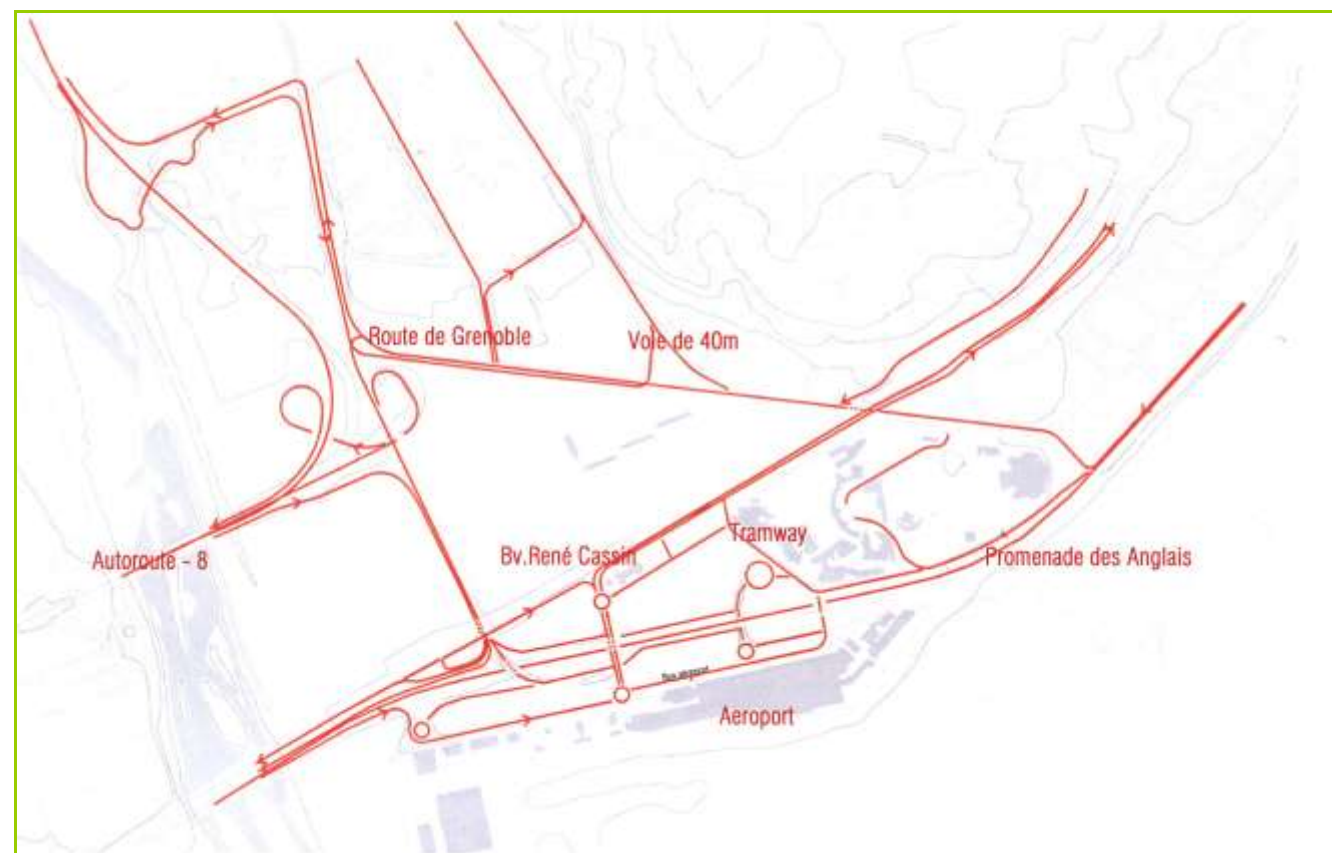 Route de Grenoble
Voie de 40m
Autoroute - 8
Bv.René Cassin
Tramway
Promenade des Anglais
Aeroport